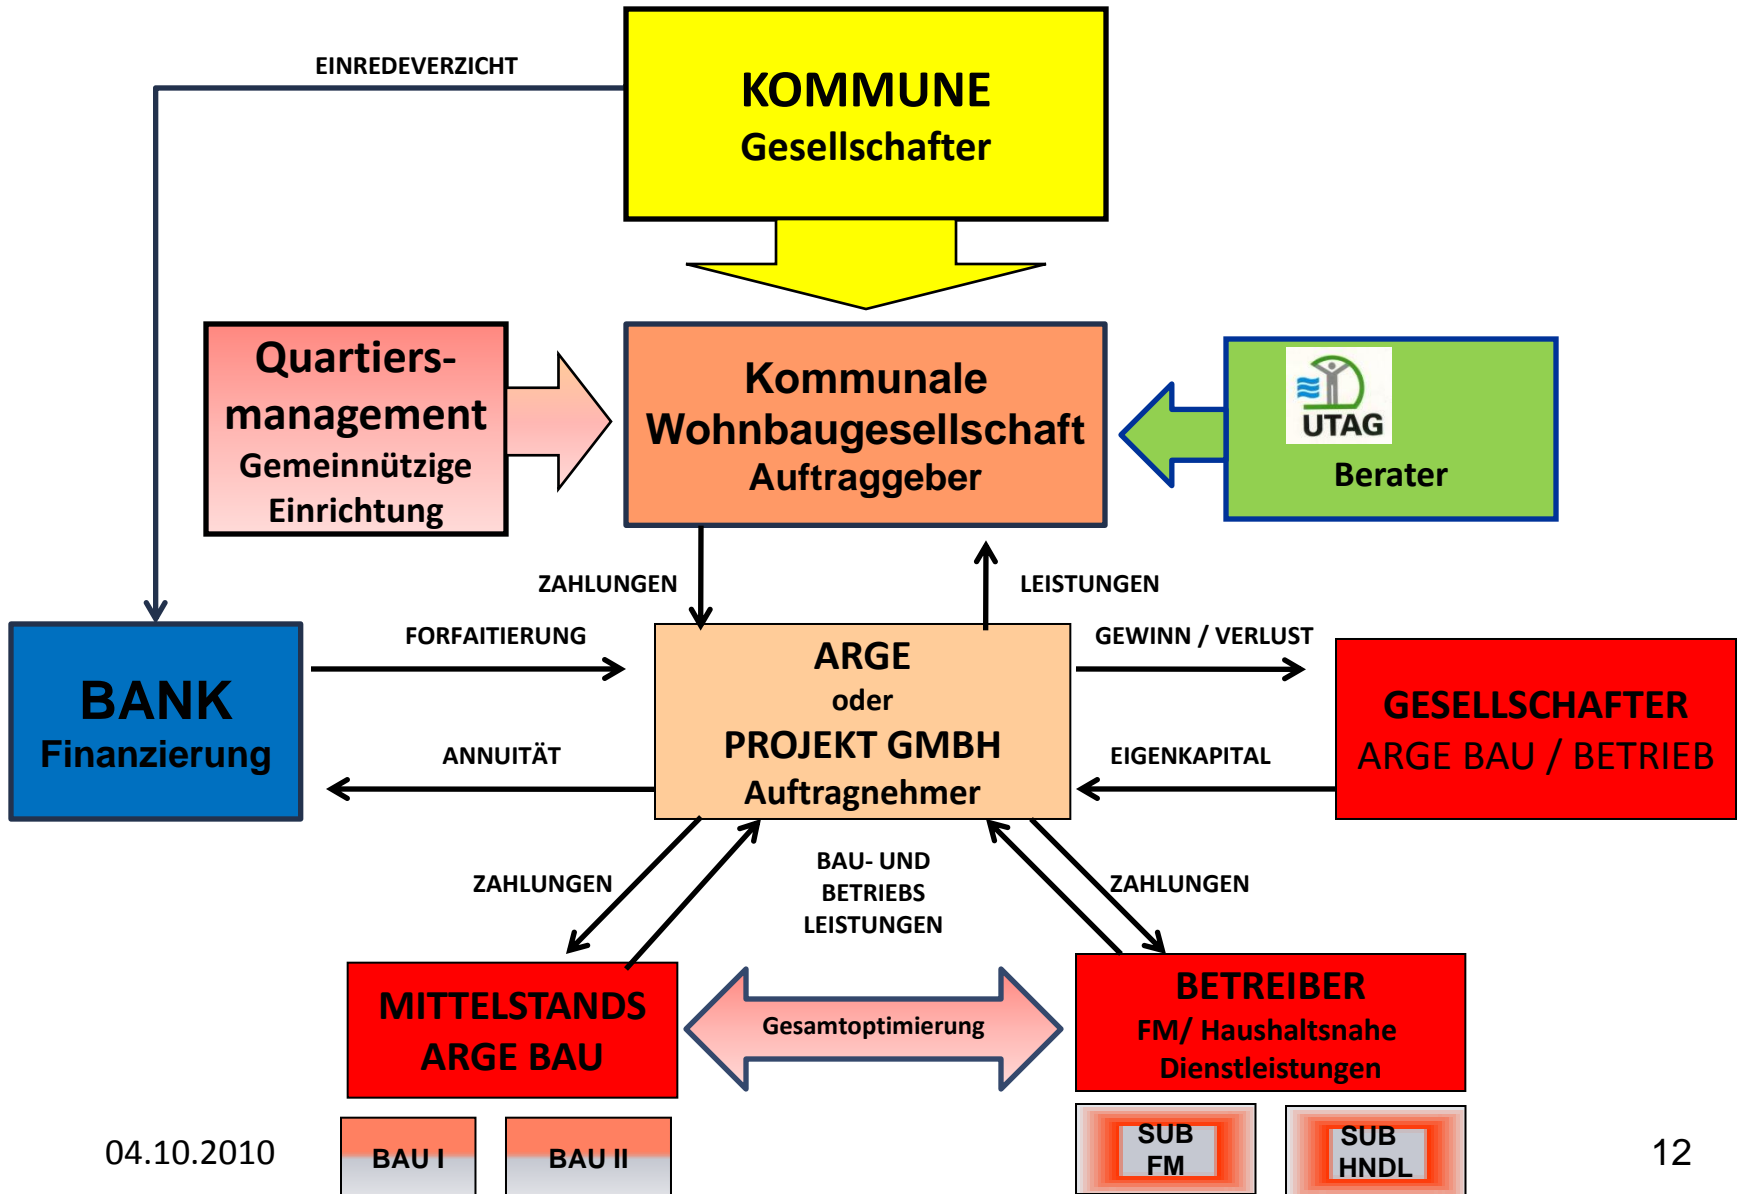 EINREDEVERZICHT
KOMMUNE
Gesellschafter
Quartiers-
management
Gemeinnützige
Einrichtung
Kommunale
Wohnbaugesellschaft
Auftraggeber
UTAG
Berater
ZAHLUNGEN
LEISTUNGEN
BANK
Finanzierung
FORFAITIERUNG
ANNUITÄT
ARGE
oder
PROJEKT GMBH
Auftragnehmer
GEWINN / VERLUST
EIGENKAPITAL
GESELLSCHAFTER
ARGE BAU / BETRIEB
ZAHLUNGEN
BAU- UND
BETRIEBS
LEISTUNGEN
ZAHLUNGEN
MITTELSTANDS
ARGE BAU
Gesamtoptimierung
BETREIBER
FM/ Haushaltsnahe
Dienstleistungen
BAU I
BAU II
SUB
FM
SUB
HNDL
04.10.2010
12